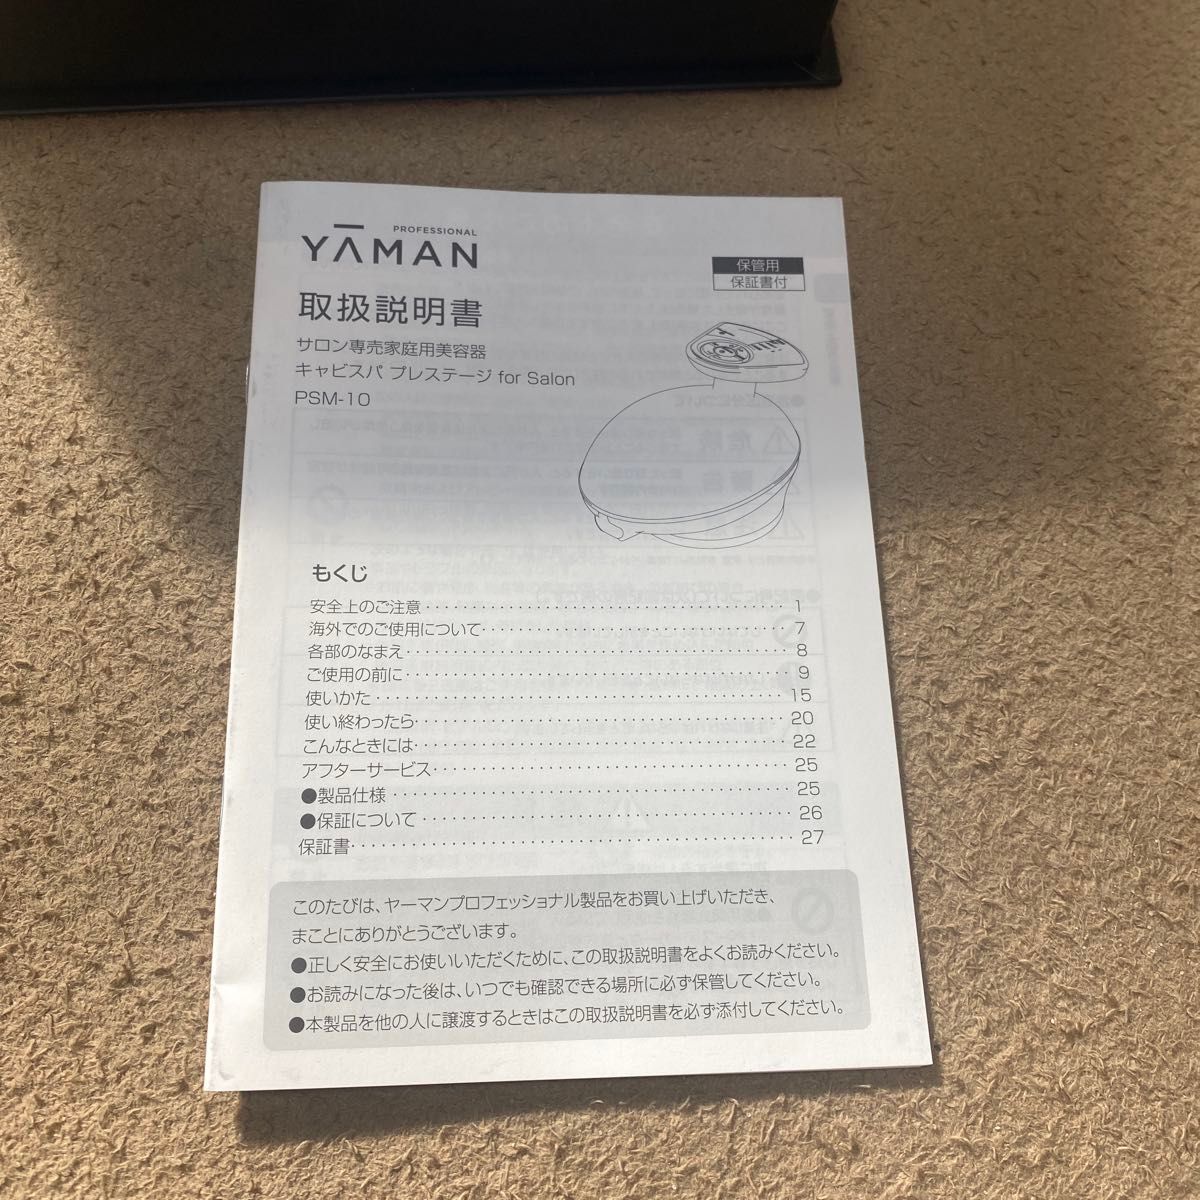 PROFESSIONAL
YĀMAN
保管用
保証書付
取扱説明書
サロン専売家庭用美容器
キャビスパ プレステージ for Salon
PSM-10
もくじ
安全上のご注意 1
海外でのご使用について 7
各部のなまえ 8
ご使用の前に 9
使いかた 15
使い終わったら 20
こんなときには 22
アフターサービス 25
●製品仕様 25
●保証について 26
保証書 27
このたびは、ヤーマンプロフェッショナル製品をお買い上げいただき、
まことにありがとうございます。
●正しく安全にお使いいただくために、この取扱説明書をよくお読みください。
●お読みになった後は、いつでも確認できる場所に必ず保管してください。
●本製品を他の人に譲渡するときはこの取扱説明書を必ず添付してください。